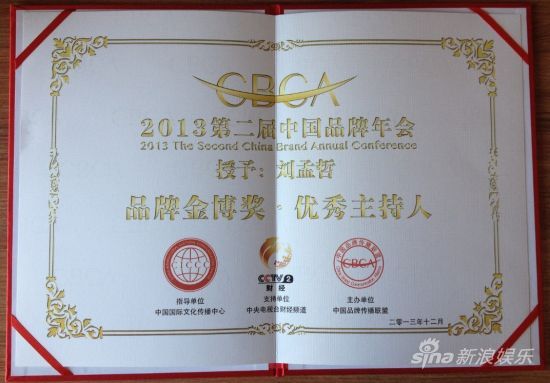 CBCA
2013第二届中国品牌年会
2013 The Second China Brand Annual Conference
授予:刘孟哲
品牌金博奖·优秀主持人
CCTV 2
财经
CBCA
指导单位
中国国际文化传播中心
支持单位
中央电视台财经频道
主办单位
中国品牌传播联盟
二零一三年十二月
sina新浪娱乐